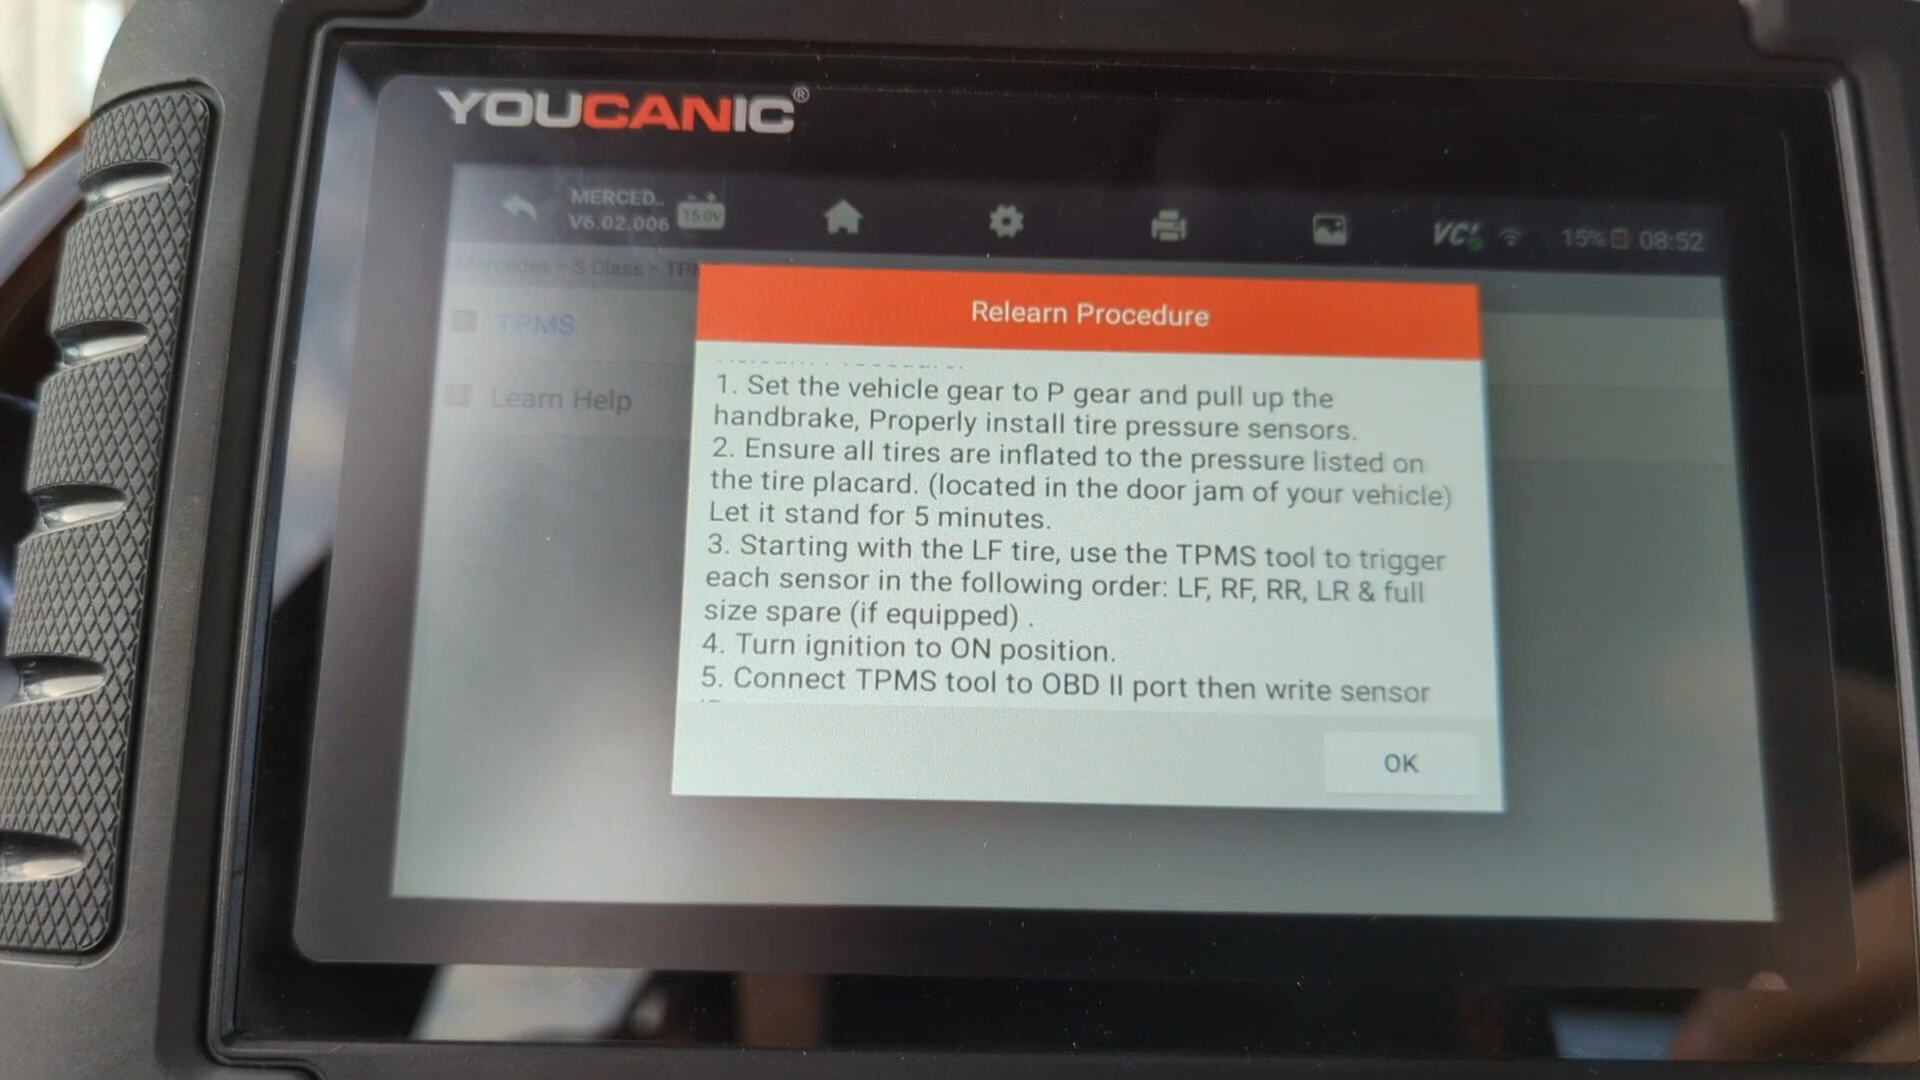 YOUCANIC®
MERCED..
V6.02.006
15.0V
VCI
15%
08:52
Mercedes > S Class > TPM
TPMS
Learn Help
Relearn Procedure
1. Set the vehicle gear to P gear and pull up the
handbrake, Properly install tire pressure sensors.
2. Ensure all tires are inflated to the pressure listed on
the tire placard. (located in the door jam of your vehicle)
Let it stand for 5 minutes.
3. Starting with the LF tire, use the TPMS tool to trigger
each sensor in the following order: LF, RF, RR, LR & full
size spare (if equipped) .
4. Turn ignition to ON position.
5. Connect TPMS tool to OBD II port then write sensor
OK